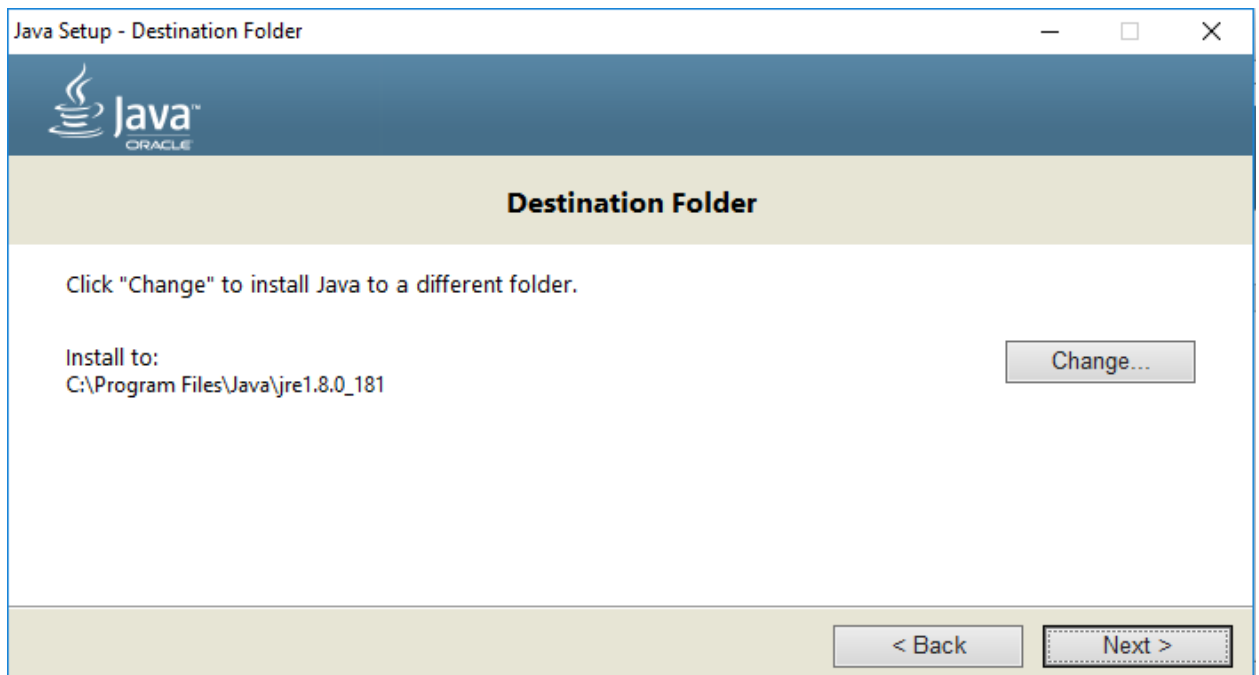 Java Setup - Destination Folder
Java™
ORACLE
Destination Folder
Click "Change" to install Java to a different folder.
Install to:
C:\Program Files\Java\jre1.8.0_181
Change...
< Back
Next >